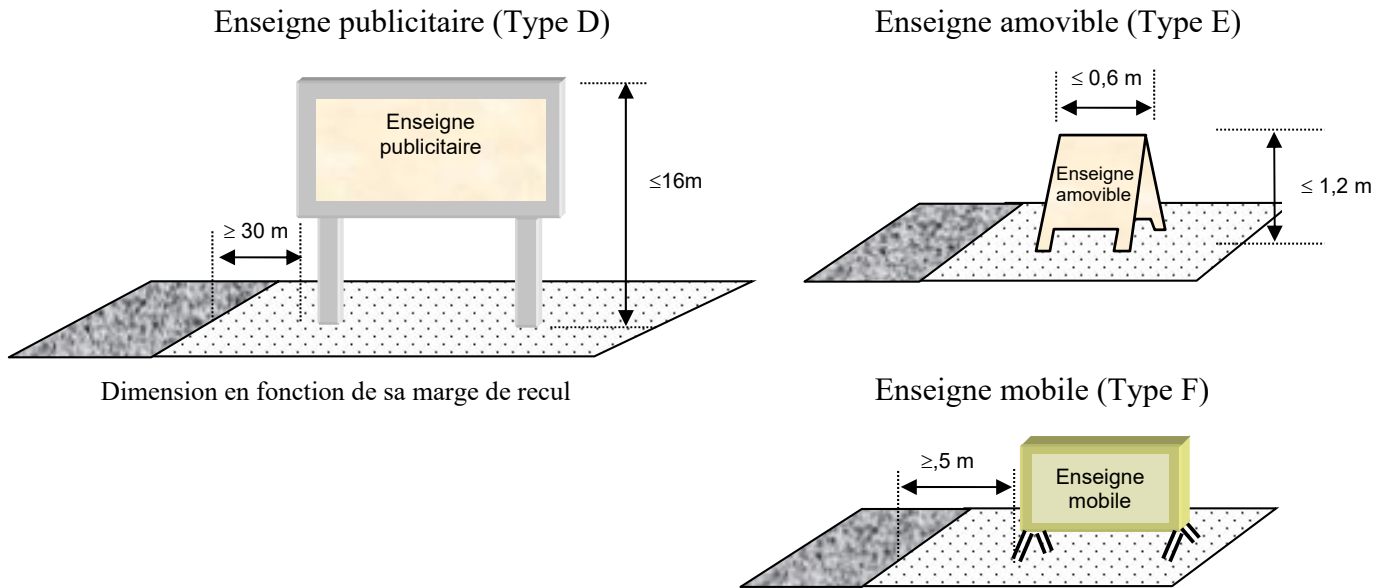 Enseigne publicitaire (Type D)
Enseigne
publicitaire
≤16m
≥ 30 m
Dimension en fonction de sa marge de recul
Enseigne amovible (Type E)
≤ 0,6 m
Enseigne
amovible
≤ 1,2 m
Enseigne mobile (Type F)
≥,5 m
Enseigne
mobile